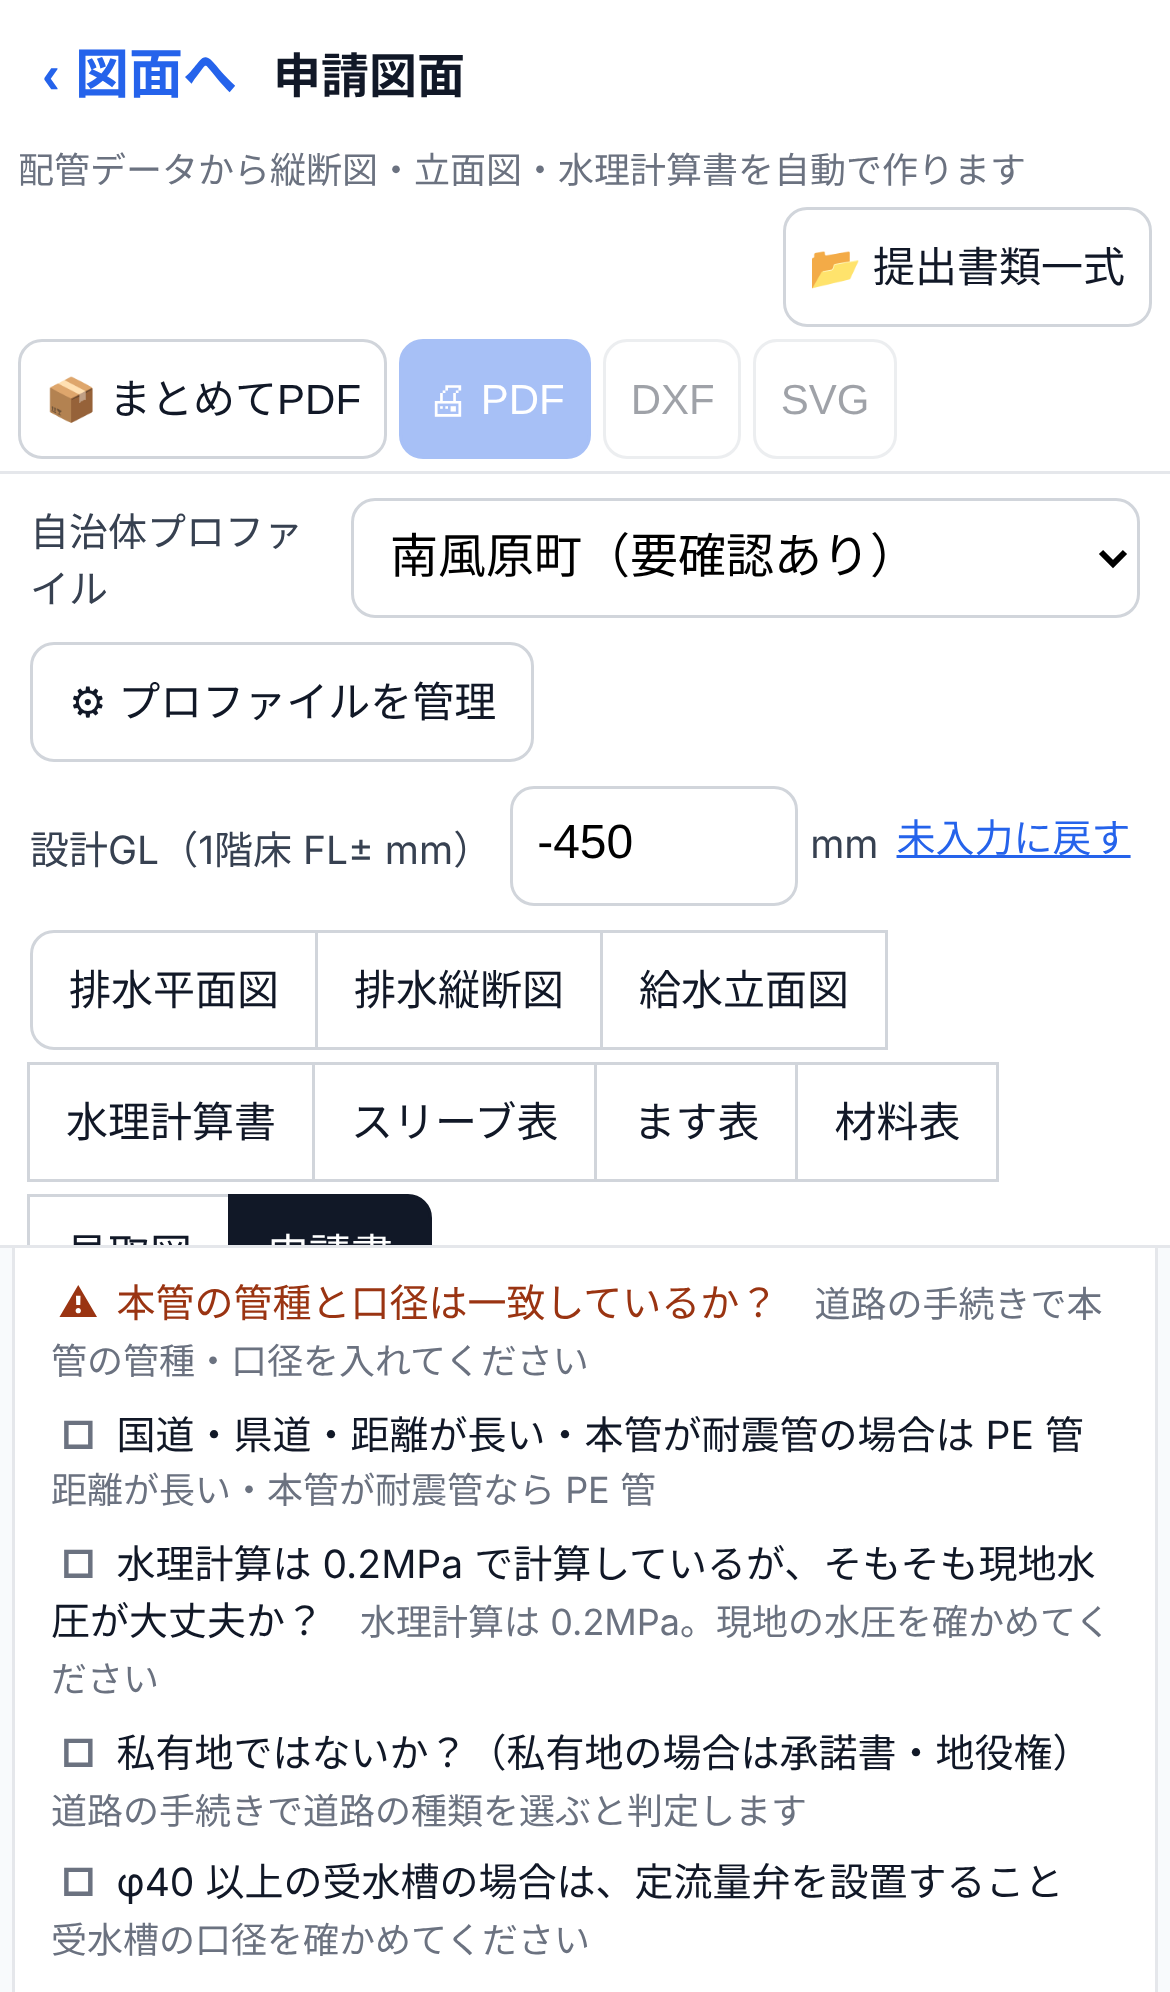 ‹ 図面へ 申請図面
配管データから縦断図・立面図・水理計算書を自動で作ります
提出書類一式
まとめてPDF PDF DXF SVG
自治体プロファ
イル
南風原町（要確認あり）
プロファイルを管理
設計GL（1階床 FL± mm） -450 mm 未入力に戻す
排水平面図 排水縦断図 給水立面図
水理計算書 スリーブ表 ます表 材料表
申請書
本管の管種と口径は一致しているか？ 道路の手続きで本
管の管種・口径を入れてください
国道・県道・距離が長い・本管が耐震管の場合は PE 管
距離が長い・本管が耐震管なら PE 管
水理計算は 0.2MPa で計算しているが、そもそも現地水
圧が大丈夫か？ 水理計算は 0.2MPa。現地の水圧を確かめてく
ださい
私有地ではないか？（私有地の場合は承諾書・地役権）
道路の手続きで道路の種類を選ぶと判定します
φ40 以上の受水槽の場合は、定流量弁を設置すること
受水槽の口径を確かめてください